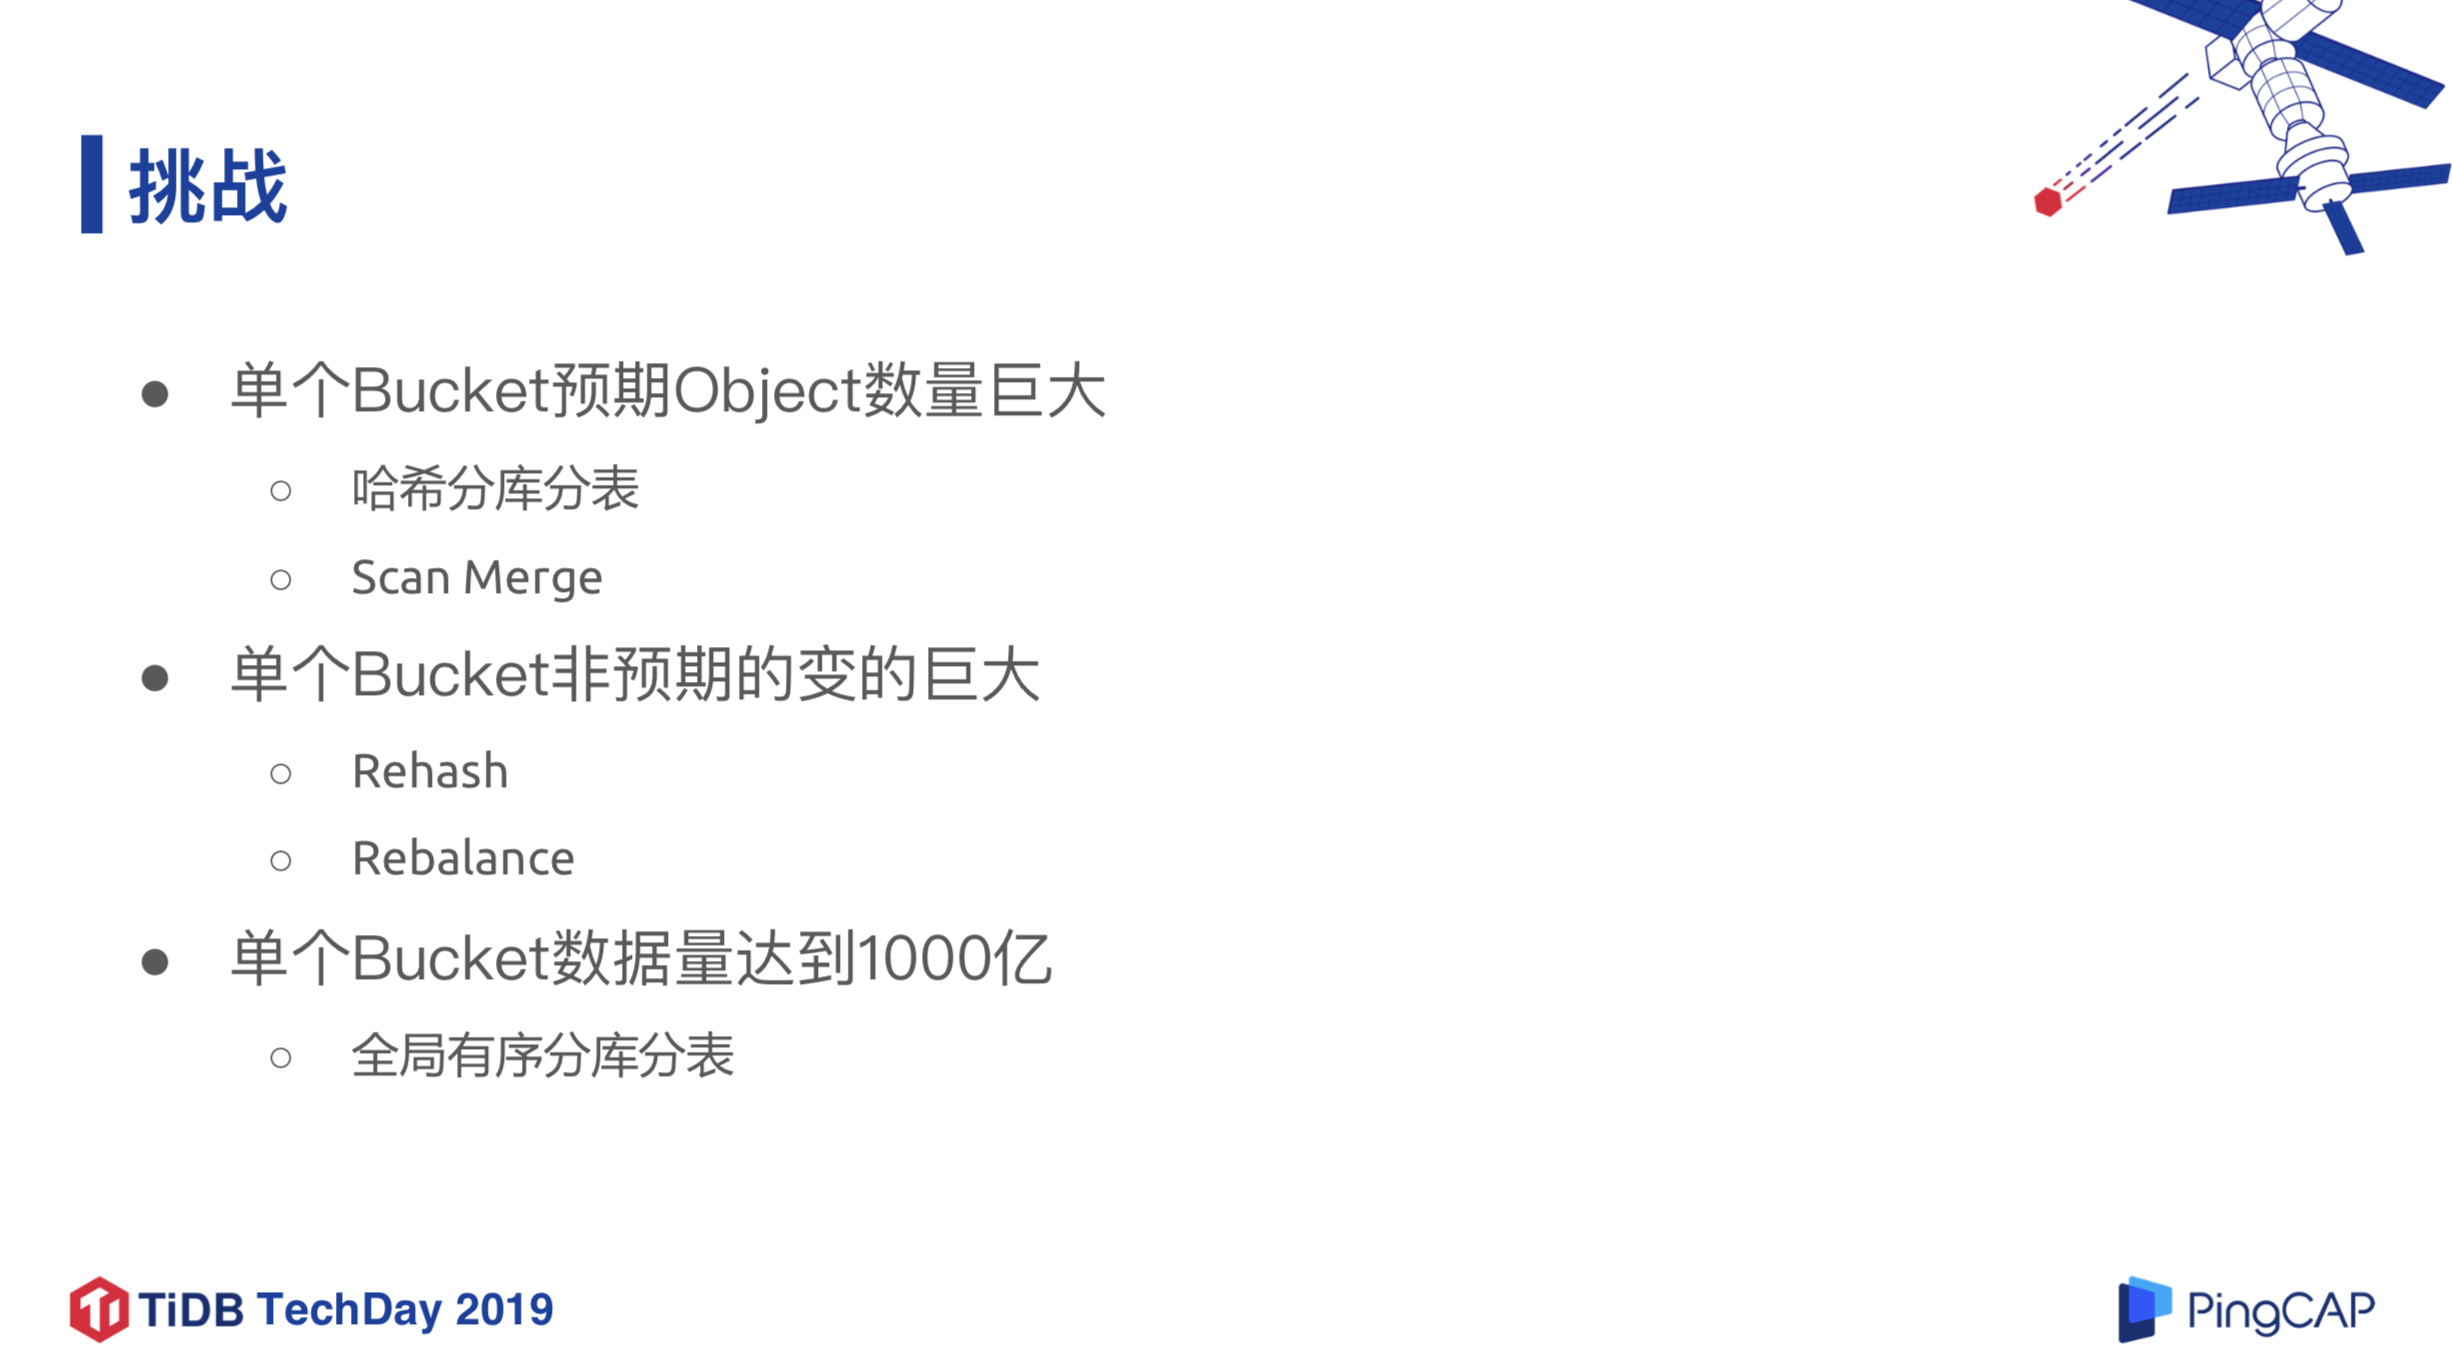 挑战
● 单个Bucket预期Object数量巨大
○ 哈希分库分表
○ Scan Merge
● 单个Bucket非预期的变的巨大
○ Rehash
○ Rebalance
● 单个Bucket数据量达到1000亿
○ 全局有序分库分表
TiDB TechDay 2019
PingCAP